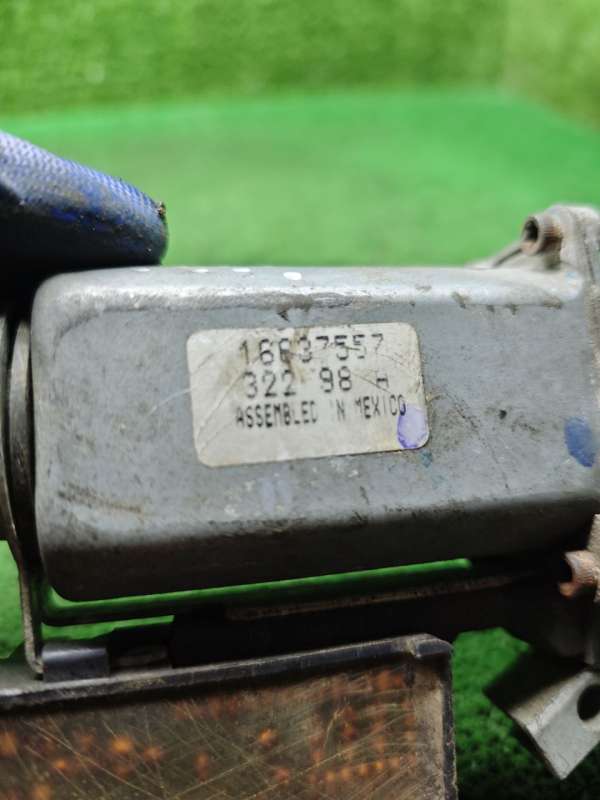 16637557
322 98 A
ASSEMBLED IN MEXICO